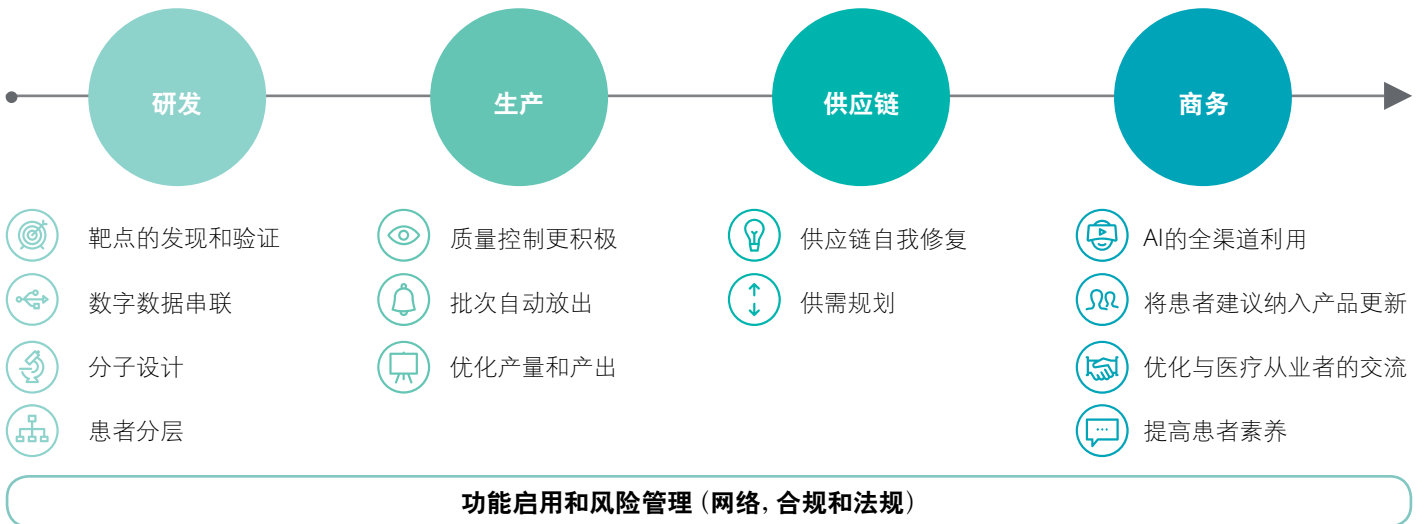 研发
生产
供应链
商务
靶点的发现和验证
数字数据串联
分子设计
患者分层
质量控制更积极
批次自动放出
优化产量和产出
供应链自我修复
供需规划
AI的全渠道利用
将患者建议纳入产品更新
优化与医疗从业者的交流
提高患者素养
功能启用和风险管理（网络, 合规和法规）